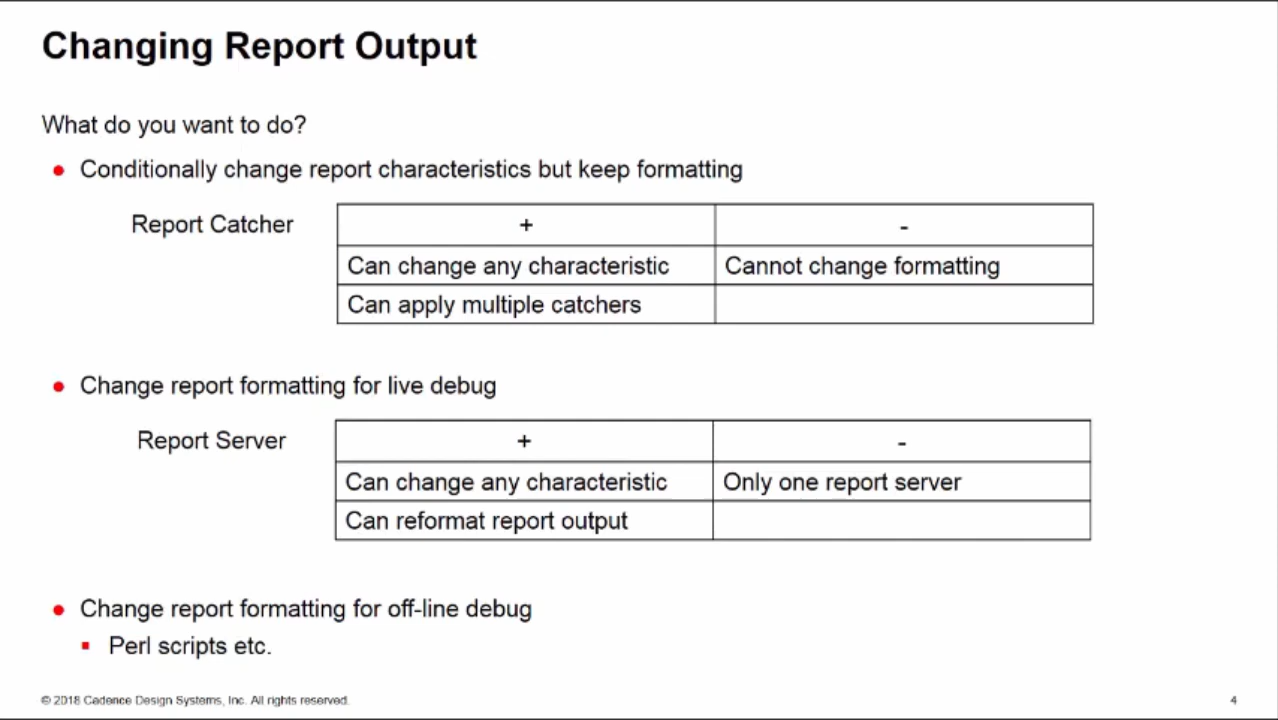 Changing Report Output
What do you want to do?
Conditionally change report characteristics but keep formatting
Report Catcher
+ -
Can change any characteristic Cannot change formatting
Can apply multiple catchers
Change report formatting for live debug
Report Server
+ -
Can change any characteristic Only one report server
Can reformat report output
Change report formatting for off-line debug
Perl scripts etc.
© 2018 Cadence Design Systems, Inc. All rights reserved.
4